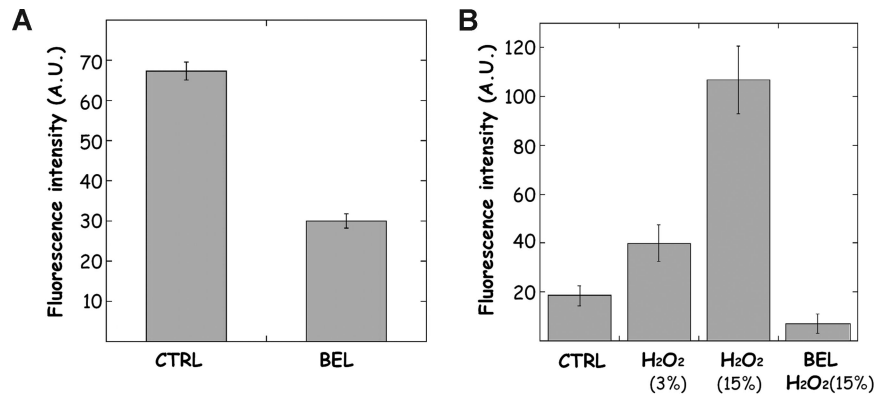 A
Fluorescence intensity (A.U.)
70
60
50
40
30
20
10
CTRL BEL
B
Fluorescence intensity (A.U.)
120
100
80
60
40
20
CTRL H₂O₂ H₂O₂ BEL
(3%) (15%) H₂O₂(15%)